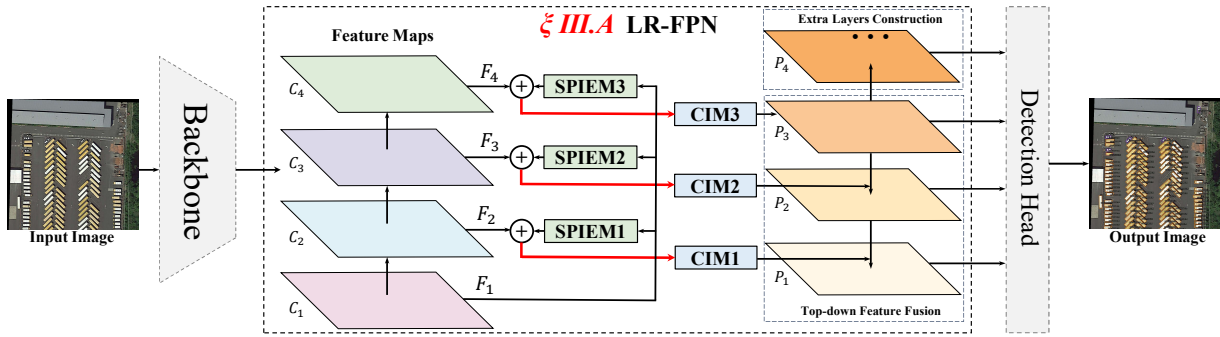 ξ III.A LR-FPN
Extra Layers Construction
Feature Maps
• • •
C₄
F₄
SPIEM3
P₄
CIM3
C₃
F₃
SPIEM2
P₃
CIM2
C₂
F₂
SPIEM1
P₂
CIM1
C₁
F₁
P₁
Top-down Feature Fusion
Input Image
Backbone
Detection Head
Output Image